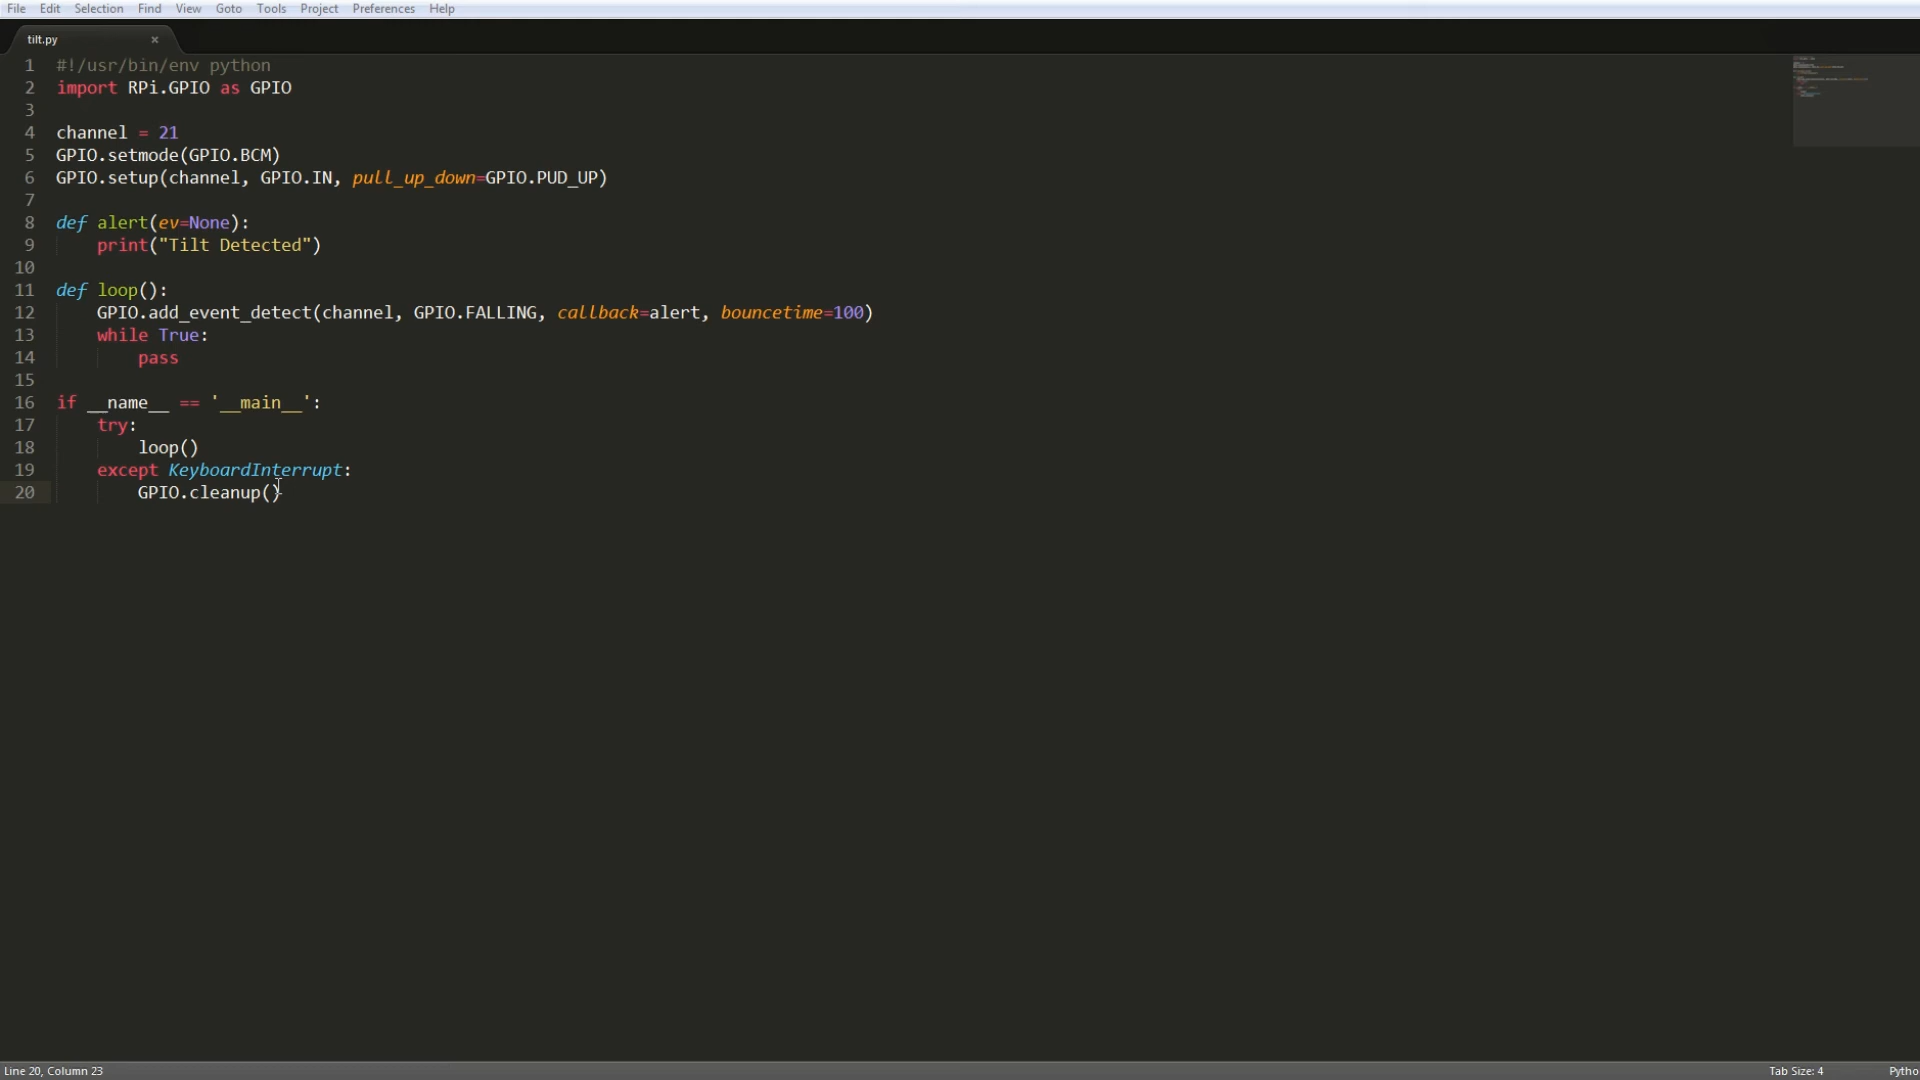 File Edit Selection Find View Goto Tools Project Preferences Help
tilt.py ×
1 #!/usr/bin/env python
2 import RPi.GPIO as GPIO
3
4 channel = 21
5 GPIO.setmode(GPIO.BCM)
6 GPIO.setup(channel, GPIO.IN, pull_up_down=GPIO.PUD_UP)
7
8 def alert(ev=None):
9     print("Tilt Detected")
10
11 def loop():
12     GPIO.add_event_detect(channel, GPIO.FALLING, callback=alert, bouncetime=100)
13     while True:
14         pass
15
16 if __name__ == '__main__':
17     try:
18         loop()
19     except KeyboardInterrupt:
20         GPIO.cleanup()
Line 20, Column 23 Tab Size: 4 Pytho